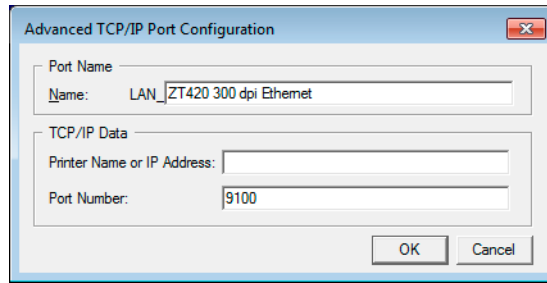 Advanced TCP/IP Port Configuration
Port Name
Name: LAN_ ZT420 300 dpi Ethernet
TCP/IP Data
Printer Name or IP Address:
Port Number: 9100
OK Cancel